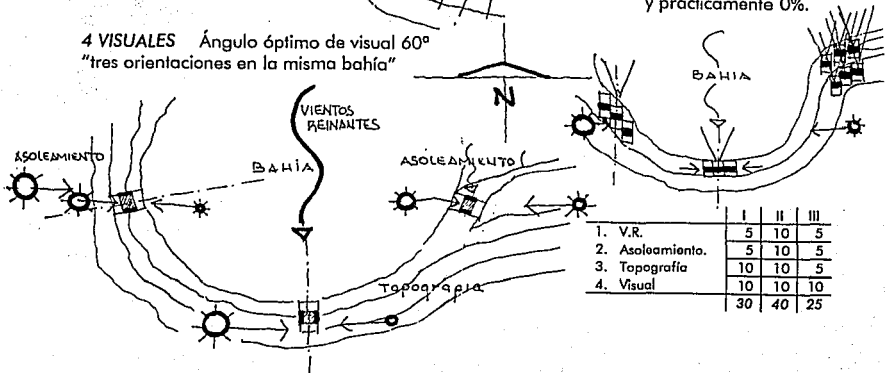 y prácticamente 0%.
4 VISUALES Ángulo óptimo de visual 60º
"tres orientaciones en la misma bahía"
N
VIENTOS
REINANTES
BAHÍA
ASOLEAMIENTO
ASOLEAMIENTO
Topografia
BAHIA
I II III
1. V.R. 5 10 5
2. Asoleamiento. 5 10 5
3. Topografía 10 10 5
4. Visual 10 10 10
30 40 25